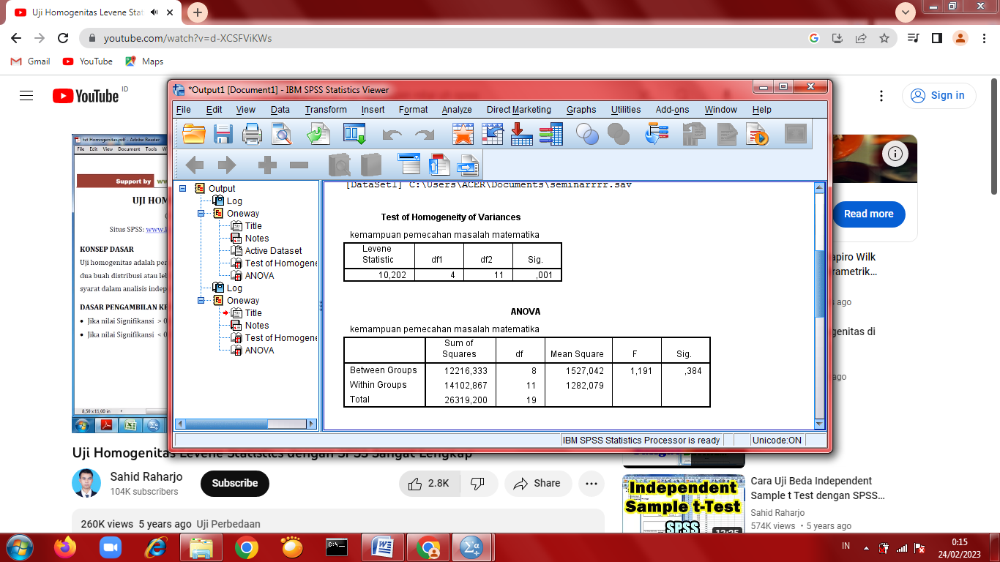 Uji Homogenitas Levene Stat
youtube.com/watch?v=d-XCSFViKWs
Gmail
YouTube
Maps
YouTube ID
Sign in
txt Homogenitas.pdf - Adobe Reader
File Edit View Document Tools W
Support by ww
UJI HOM
Situs SPSS: www.k
KONSEP DASAR
Uji homogenitas adalah pen
dua buah distribusi atau lel
syarat dalam analisis indep
DASAR PENGAMBILAN KE
• Jika nilai Signifikansi > 0
• Jika nilai Signifikansi < 0
8,50 x 11,00 in
*Output1 [Document1] - IBM SPSS Statistics Viewer
File Edit View Data Transform Insert Format Analyze Direct Marketing Graphs Utilities Add-ons Window Help
Output
Log
Oneway
Title
Notes
Active Dataset
Test of Homogene
ANOVA
Log
Oneway
Title
Notes
Test of Homogene
ANOVA
[DataSet1] C:\Users\ACER\Documents\seminarrrr.sav
Test of Homogeneity of Variances
kemampuan pemecahan masalah matematika
Levene Statistic df1 df2 Sig.
10,202 4 11 ,001
ANOVA
kemampuan pemecahan masalah matematika
Sum of Squares df Mean Square F Sig.
Between Groups 12216,333 8 1527,042 1,191 ,384
Within Groups 14102,867 11 1282,079
Total 26319,200 19
IBM SPSS Statistics Processor is ready
Unicode:ON
Read more
apiro Wilk
rametrik...
s ago
genitas di
ago
Uji Homogenitas Levene Statistics dengan SPSS Sangat Lengkap
Sahid Raharjo
104K subscribers
Subscribe
2.8K
Share
260K views 5 years ago Uji Perbedaan
Independent
Sample t-Test
SPSS
12:25
Cara Uji Beda Independent
Sample t Test dengan SPSS...
Sahid Raharjo
574K views • 5 years ago
C:\_
IN
0:15
24/02/2023